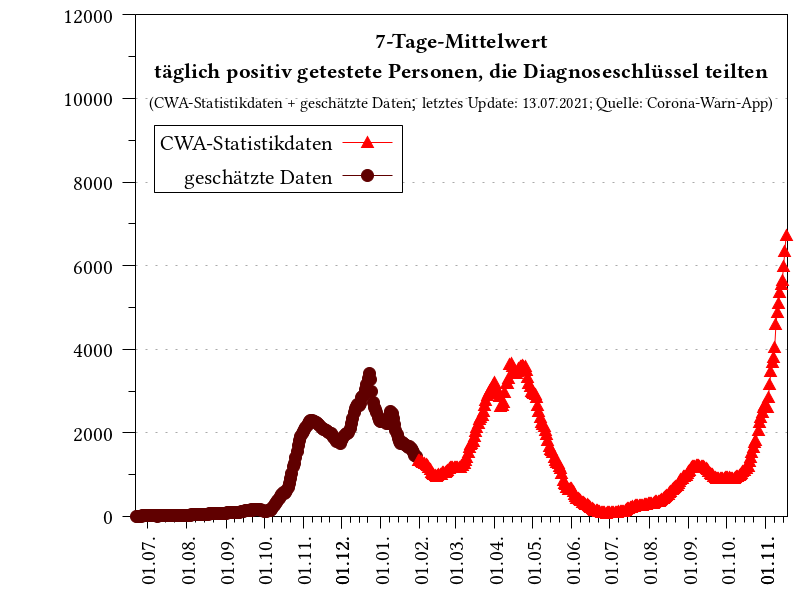 7-Tage-Mittelwert
täglich positiv getestete Personen, die Diagnoseschlüssel teilten
(CWA-Statistikdaten + geschätzte Daten; letztes Update: 13.07.2021; Quelle: Corona-Warn-App)
CWA-Statistikdaten
geschätzte Daten
12000
10000
8000
6000
4000
2000
0
01.07. 01.08. 01.09. 01.10. 01.11. 01.12. 01.01. 01.02. 01.03. 01.04. 01.05. 01.06. 01.07. 01.08. 01.09. 01.10. 01.11.